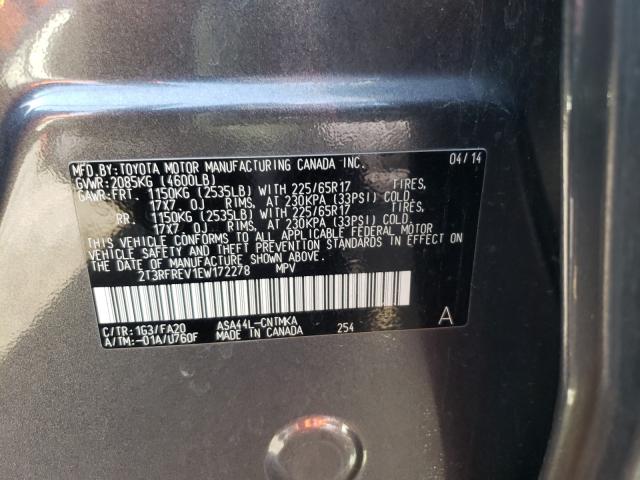 MFD.BY:TOYOTA MOTOR MANUFACTURING CANADA INC. 04/14
GVWR:2085KG (4600LB)
GAWR:FRT. 1150KG (2535LB) WITH 225/65R17 TIRES,
17X7. 0J RIMS, AT 230KPA (33PSI) COLD.
RR. 1150KG (2535LB) WITH 225/65R17 TIRES,
17X7. 0J RIMS, AT 230KPA (33PSI) COLD.
THIS VEHICLE CONFORMS TO ALL APPLICABLE FEDERAL MOTOR
VEHICLE SAFETY AND THEFT PREVENTION STANDARDS IN EFFECT ON
THE DATE OF MANUFACTURE SHOWN ABOVE.
2T3RFREV1EW172278 MPV
C/TR:1G3/FA20 ASA44L-CNTMKA 254 A
A/TM:-01A/U760F MADE IN CANADA